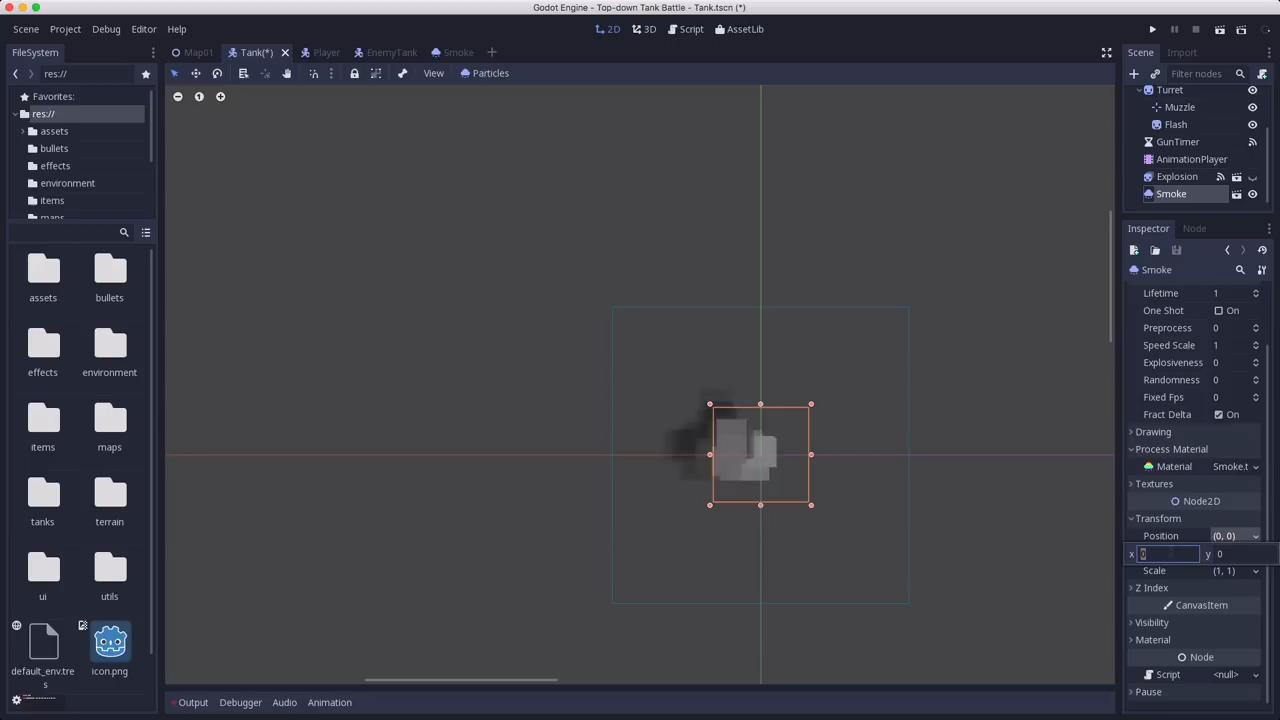 Godot Engine - Top-down Tank Battle - Tank.tscn (*)
Scene Project Debug Editor Help
2D 3D Script AssetLib
FileSystem
Map01 Tank(*) Player EnemyTank Smoke
Scene Import
res://
View Particles
Filter nodes
Favorites:
res://
assets
bullets
effects
environment
items
maps
Turret
Muzzle
Flash
GunTimer
AnimationPlayer
Explosion
Smoke
Inspector Node
Smoke
Lifetime 1
One Shot On
Preprocess 0
Speed Scale 1
Explosiveness 0
Randomness 0
Fixed Fps 0
Fract Delta On
Drawing
Process Material
Material Smoke.t
Textures
Node2D
Transform
Position (0, 0)
x 0 y 0
Scale (1, 1)
Z Index
CanvasItem
Visibility
Material
Node
Script <null>
Pause
assets bullets
effects environment
items maps
tanks terrain
ui utils
default_env.tre
s
icon.png
Output Debugger Audio Animation